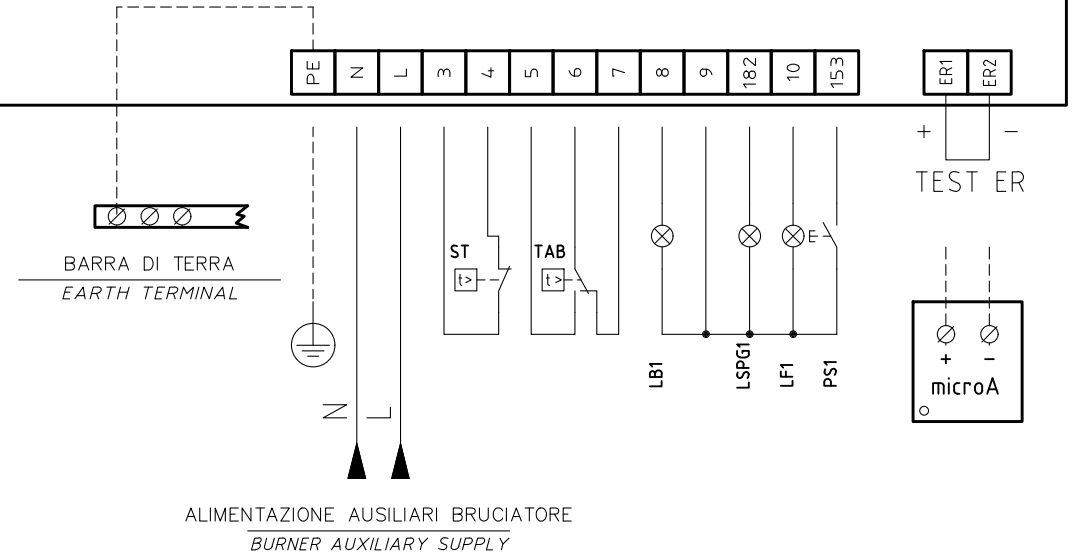 PE N L 3 4 5 6 7 8 9 182 10 153 ER1 ER2
+ −
TEST ER
BARRA DI TERRA
EARTH TERMINAL
ST
t>
TAB
t>
E
LB1
LSPG1
LF1
PS1
+ −
microA
N
L
ALIMENTAZIONE AUSILIARI BRUCIATORE
BURNER AUXILIARY SUPPLY